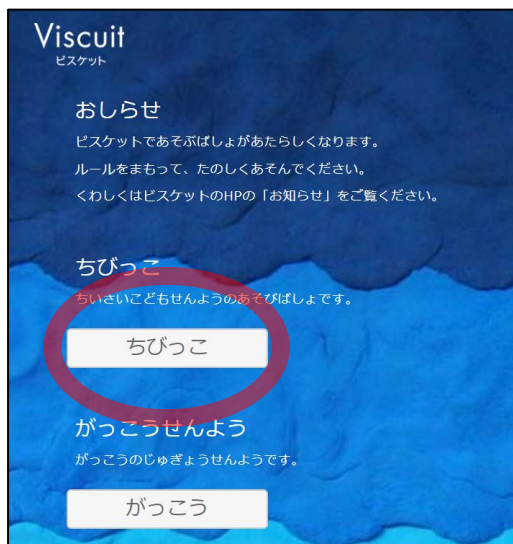 Viscuit
ビスケット
おしらせ
ビスケットであそぶばしょがあたらしくなります。
ルールをまもって、たのしくあそんでください。
くわしくはビスケットのHPの「お知らせ」をご覧ください。
ちびっこ
ちいさいこどもせんようのあそびばしょです。
ちびっこ
がっこうせんよう
がっこうのじゅぎょうせんようです。
がっこう